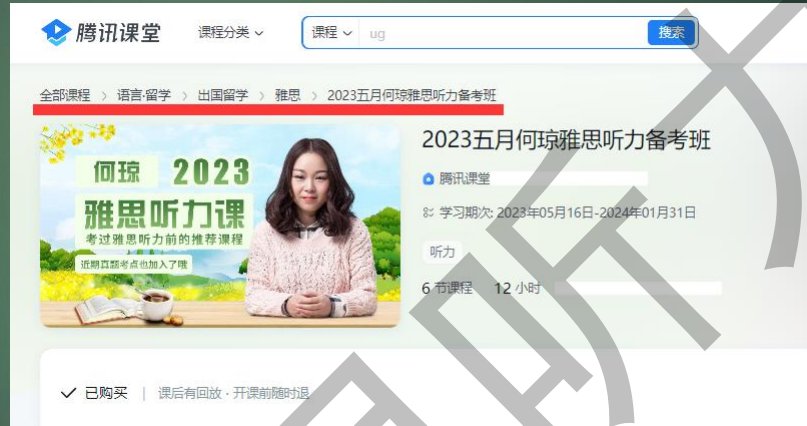 腾讯课堂 课程分类 课程 ug 搜索
全部课程 > 语言·留学 > 出国留学 > 雅思 > 2023五月何琼雅思听力备考班
何琼 2023
雅思听力课
考过雅思听力前的推荐课程
近期真题考点也加入了哦
2023五月何琼雅思听力备考班
腾讯课堂
学习期次: 2023年05月16日-2024年01月31日
听力
6 节课程 12 小时
已购买 | 课后有回放 · 开课前随时退